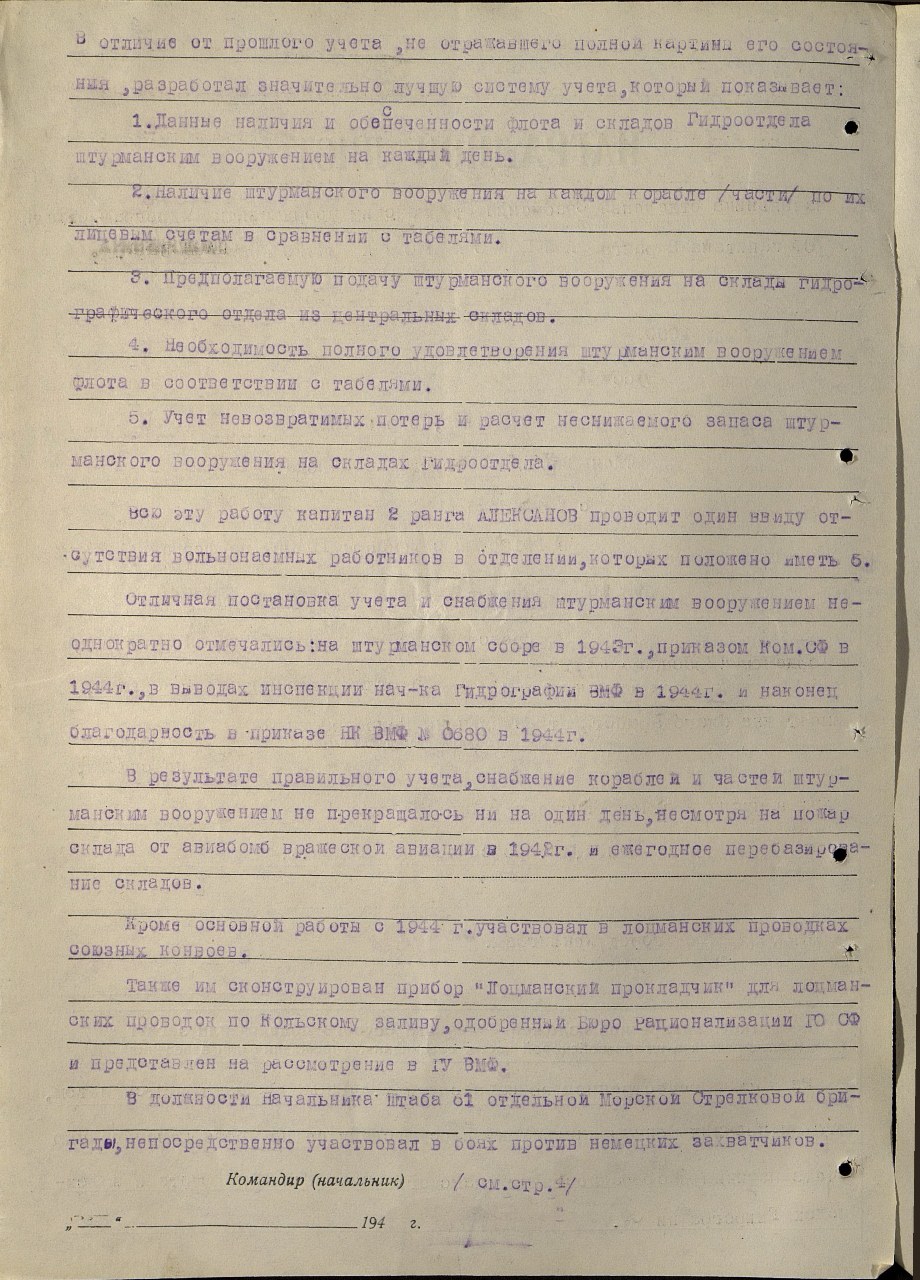 В отличие от прошлого учета ,не отражавшего полной картины его состоя-
ния ,разработал значительно лучшую систему учета,который показывает:
1.Данные наличия и обеспеченности флота и складов Гидроотдела
штурманским вооружением на каждый день.
2.Наличие штурманского вооружения на каждом корабле /части/ по их
лицевым счетам в сравнении с табелями.
3. Предполагаемую подачу штурманского вооружения на склады гидро-
графического отдела из центральных складов.
4. Необходимость полного удовлетворения штурманским вооружением
флота в соответствии с табелями.
5. Учет невозвратимых потерь и расчет неснижаемого запаса штур-
манского вооружения на складах Гидроотдела.
Всю эту работу капитан 2 ранга АЛЕКСАНОВ проводит один ввиду от-
сутствия вольнонаемных работников в отделении,которых положено иметь 5.
Отличная постановка учета и снабжения штурманским вооружением не-
однократно отмечались:на штурманском сборе в 1943г.,приказом Ком.СФ в
1944г.,в выводах инспекции нач-ка Гидрографии ВМФ в 1944г. и наконец
благодарность в приказе НК ВМФ № 0680 в 1944г.
В результате правильного учета,снабжение кораблей и частей штур-
манским вооружением не прекращалось ни на один день,несмотря на пожар
склада от авиабомб вражеской авиации в 1942г. и ежегодное перебазирова-
ние складов.
Кроме основной работы с 1944 г.участвовал в лоцманских проводках
союзных конвоев.
Также им сконструирован прибор "Лоцманский прокладчик" для лоцман-
ских проводок по Кольскому заливу,одобренный Бюро рационализации ГО СФ
и представлен на рассмотрение в ГУ ВМФ.
В должности Начальника Штаба 61 отдельной Морской Стрелковой бри-
гады,непосредственно участвовал в боях против немецких захватчиков.
Командир (начальник) / см.стр.4/
„ “ 194 г.